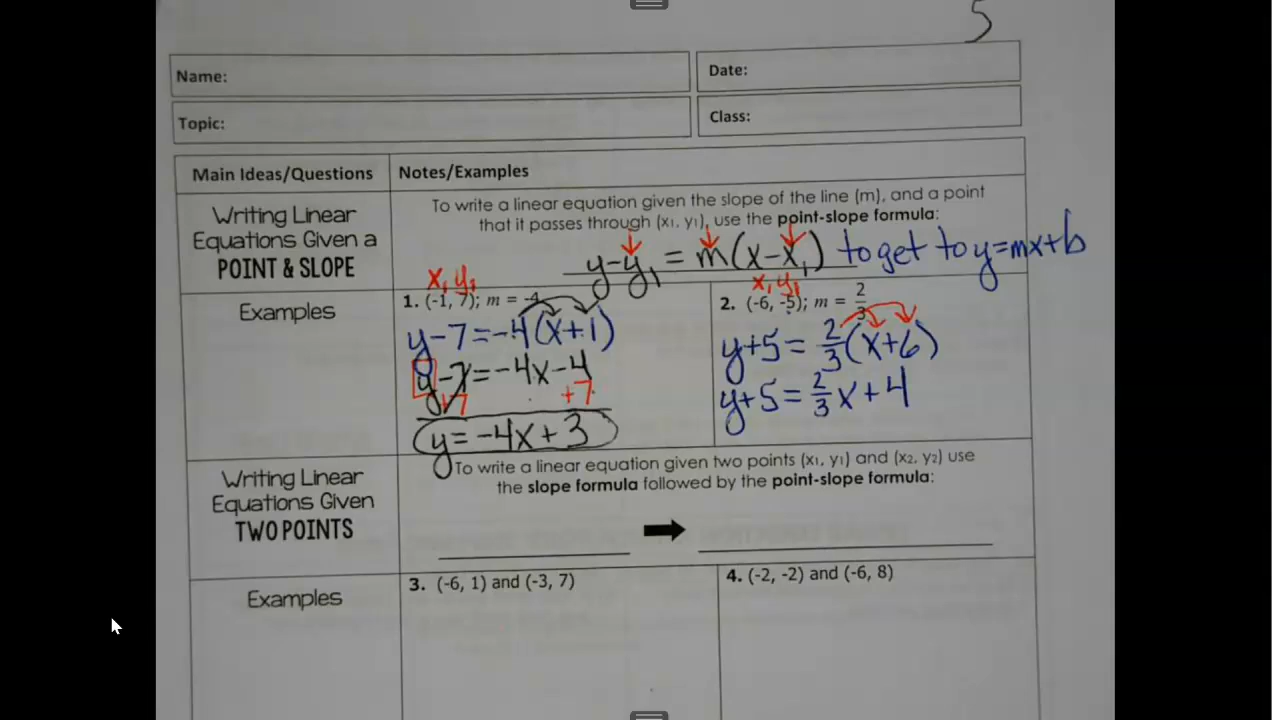 5
Name:
Date:
Topic:
Class:
Main Ideas/Questions
Notes/Examples
Writing Linear
Equations Given a
POINT & SLOPE
To write a linear equation given the slope of the line (m), and a point
that it passes through (x₁, y₁), use the point-slope formula:
y-y₁ = m(x-x₁) to get to y=mx+b
Examples
x₁ y₁
1. (-1, 7); m = -4
y-7=-4(x+1)
y-7=-4x-4
+7 +7
y=-4x+3
x₁ y₁
2. (-6, -5); m = 2/3
y+5= 2/3(x+6)
y+5= 2/3x+4
Writing Linear
Equations Given
TWO POINTS
To write a linear equation given two points (x₁, y₁) and (x₂, y₂) use
the slope formula followed by the point-slope formula:
Examples
3. (-6, 1) and (-3, 7)
4. (-2, -2) and (-6, 8)